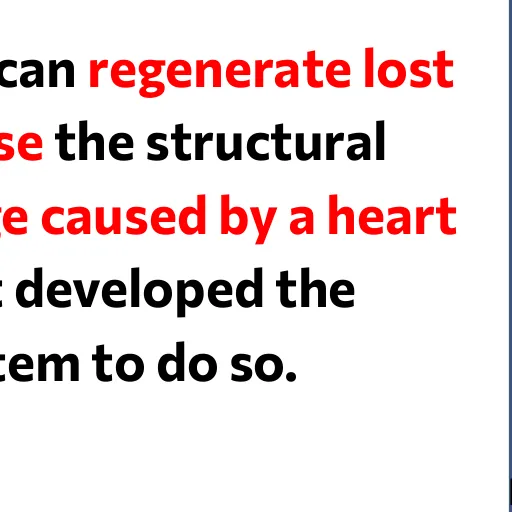 can regenerate lost
se the structural
e caused by a heart
developed the
tem to do so.